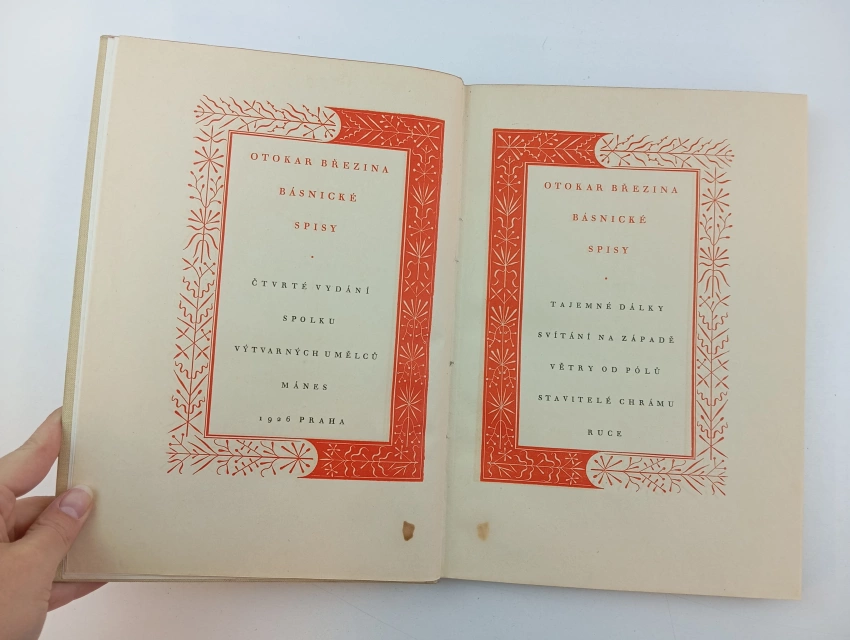 OTOKAR BŘEZINA
BÁSNICKÉ
SPISY
ČTVRTÉ VYDÁNÍ
SPOLKU
VÝTVARNÝCH UMĚLCŮ
MÁNES
1926 PRAHA
OTOKAR BŘEZINA
BÁSNICKÉ
SPISY
TAJEMNÉ DÁLKY
SVÍTÁNÍ NA ZÁPADĚ
VĚTRY OD PÓLŮ
STAVITELÉ CHRÁMU
RUCE